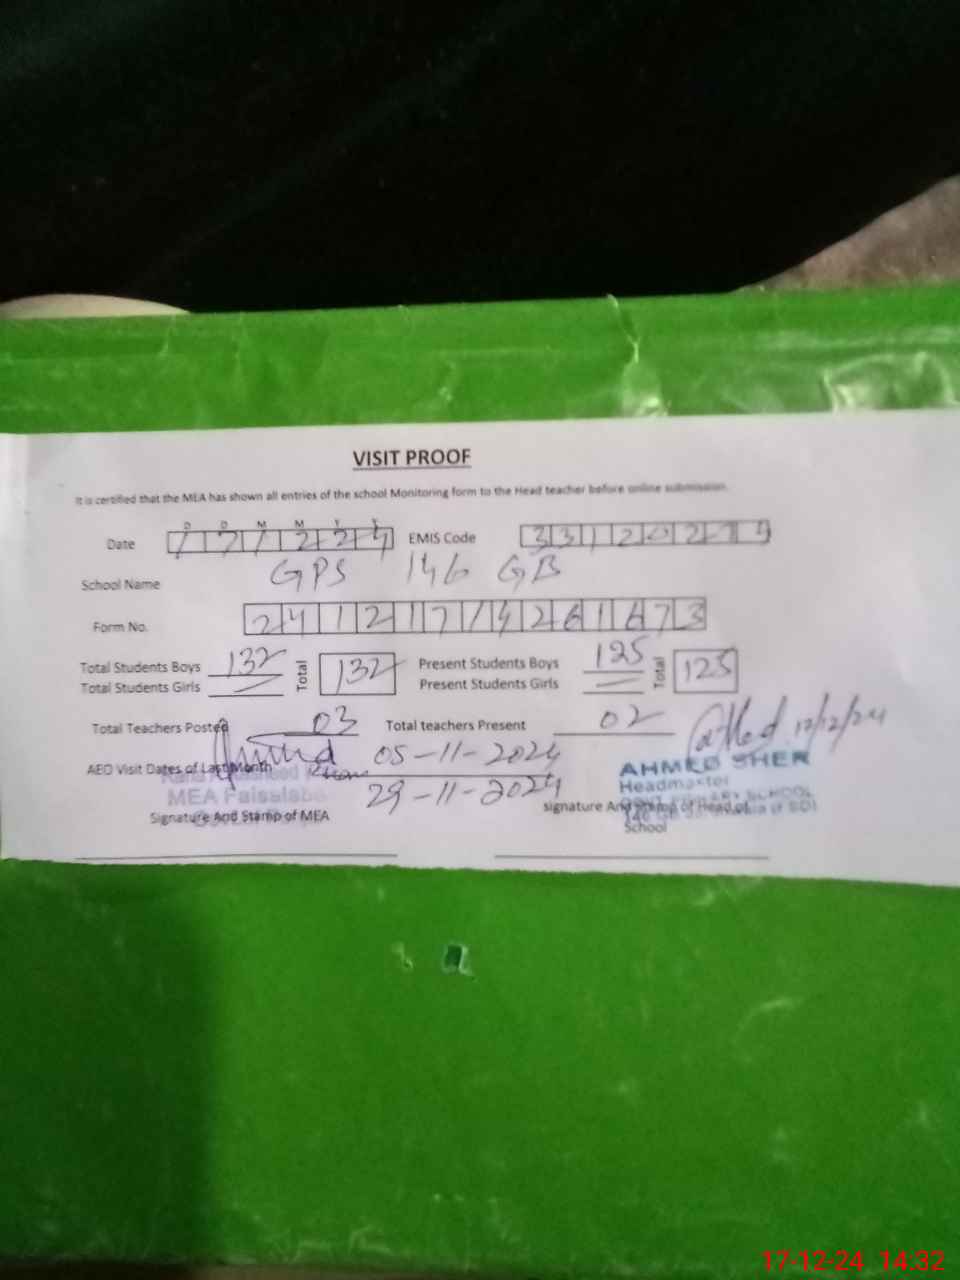 VISIT PROOF
It is certified that the MEA has shown all entries of the school Monitoring form to the Head teacher before online submission.
D D M M Y Y
Date 1 7 1 2 2 4 EMIS Code 3 3 1 2 0 2 7 4
School Name GPS 146 GB
Form No. 2 4 1 2 1 7 1 4 2 6 1 6 7 3
Total Students Boys 132 Total 132 Present Students Boys 125 Total 125
Total Students Girls — Present Students Girls —
Total Teachers Posted 03 Total teachers Present 02
AEO Visit Dates of Last Month 05-11-2024
29-11-2024
MEA Faisalabad
Signature And Stamp of MEA
AHMED SHER
Headmaster
signature And Stamp of Head of
School
17-12-24 14:32